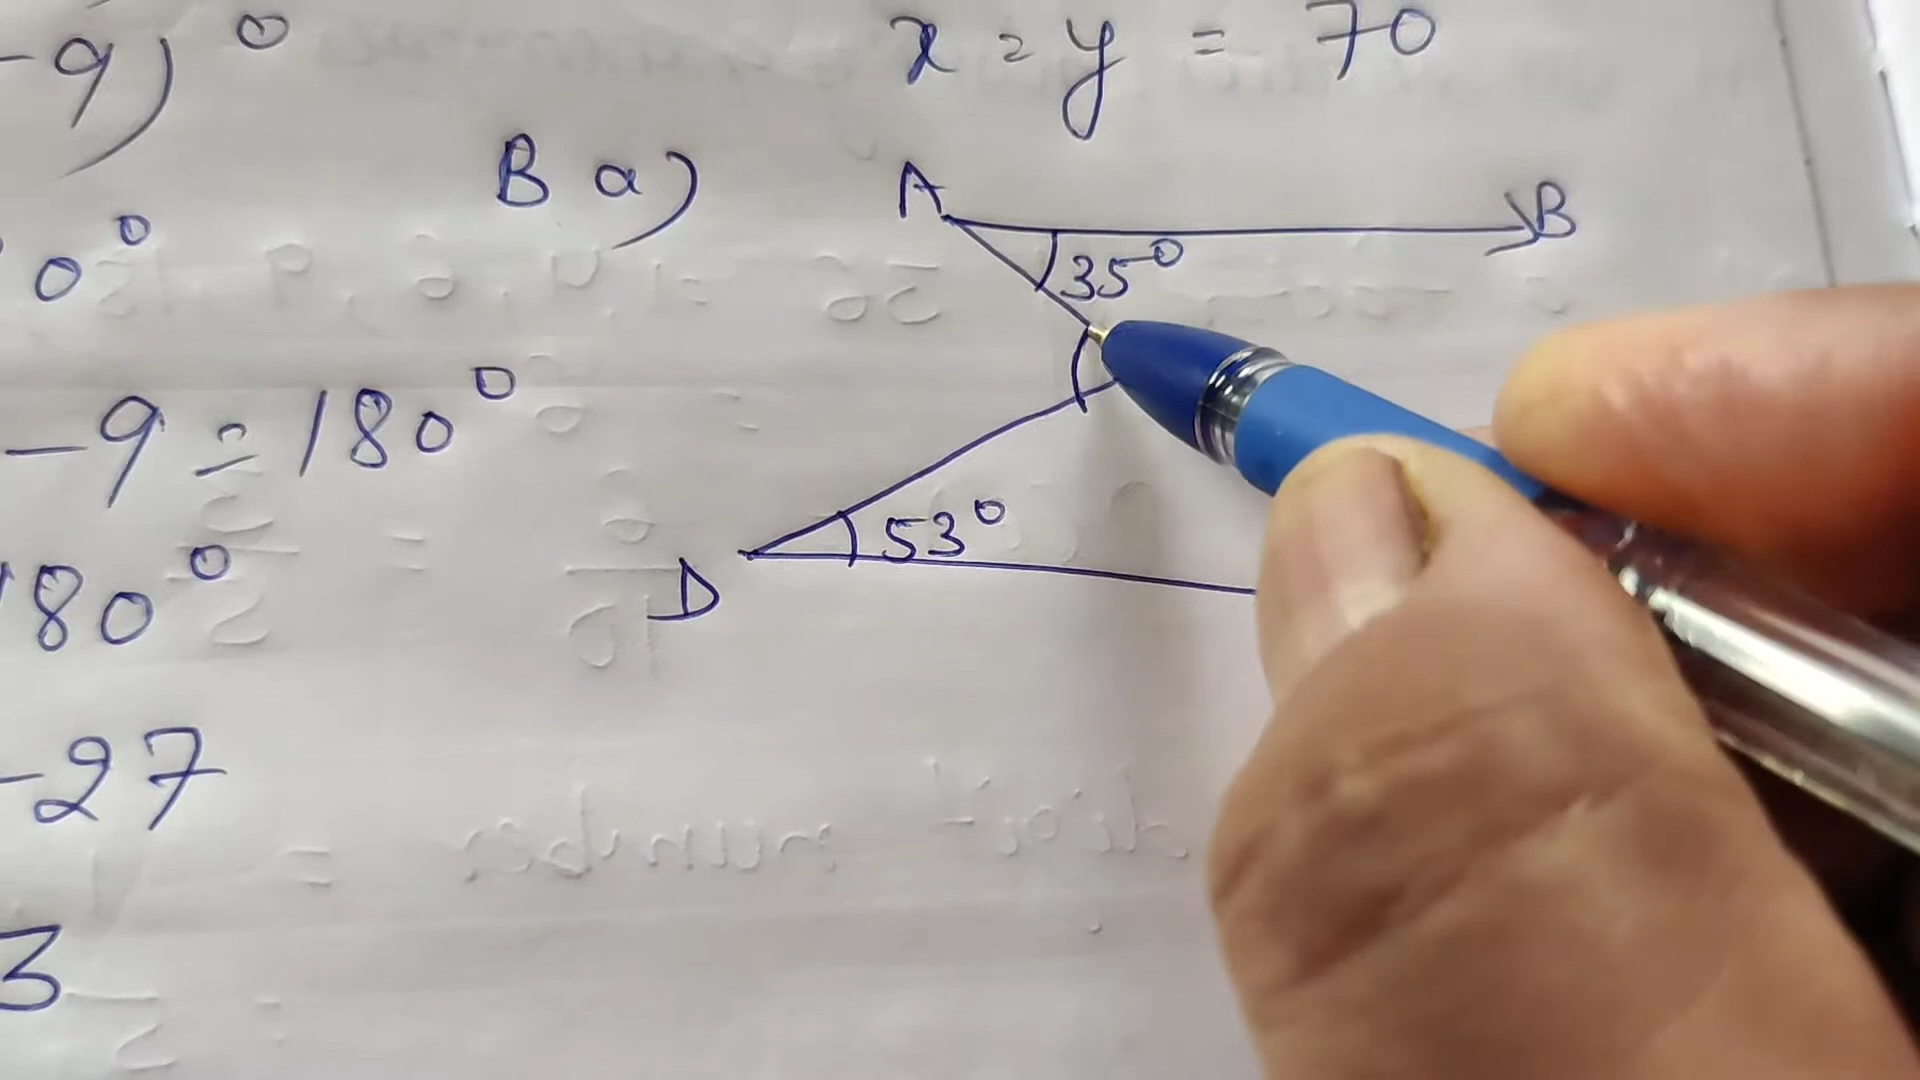 -9)°
x = y = 70
B a)
A
B
35°
0°
-9 = 180°
53°
D
180°
-27
3